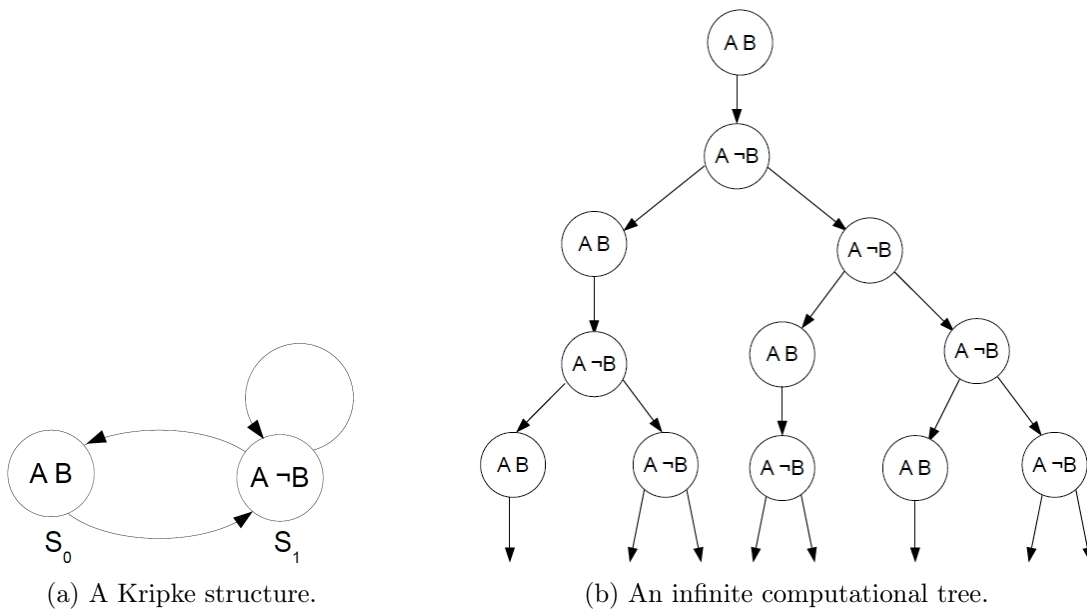 A B
A ¬B
A B
A ¬B
A ¬B
A B
A ¬B
A B
A ¬B
A ¬B
A B
A ¬B
A B
A ¬B
S0
S1
(a) A Kripke structure.
(b) An infinite computational tree.